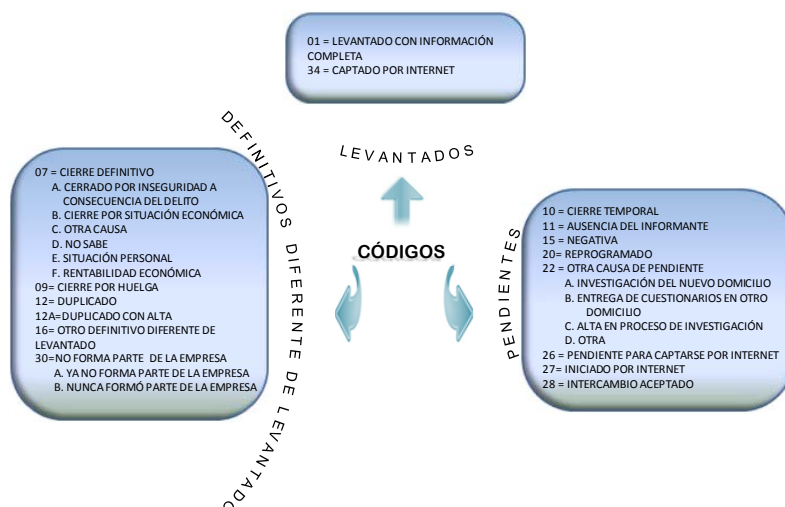 01 = LEVANTADO CON INFORMACIÓN
COMPLETA
34 = CAPTADO POR INTERNET
LEVANTADOS
CÓDIGOS
DEFINITIVOS DIFERENTE DE LEVANTADO
07 = CIERRE DEFINITIVO
A. CERRADO POR INSEGURIDAD A
CONSECUENCIA DEL DELITO
B. CIERRE POR SITUACIÓN ECONÓMICA
C. OTRA CAUSA
D. NO SABE
E. SITUACIÓN PERSONAL
F. RENTABILIDAD ECONÓMICA
09= CIERRE POR HUELGA
12= DUPLICADO
12A=DUPLICADO CON ALTA
16= OTRO DEFINITIVO DIFERENTE DE
LEVANTADO
30=NO FORMA PARTE DE LA EMPRESA
A. YA NO FORMA PARTE DE LA EMPRESA
B. NUNCA FORMÓ PARTE DE LA EMPRESA
PENDIENTES
10= CIERRE TEMPORAL
11= AUSENCIA DEL INFORMANTE
15= NEGATIVA
20= REPROGRAMADO
22= OTRA CAUSA DE PENDIENTE
A. INVESTIGACIÓN DEL NUEVO DOMICILIO
B. ENTREGA DE CUESTIONARIOS EN OTRO
DOMICILIO
C. ALTA EN PROCESO DE INVESTIGACIÓN
D. OTRA
26= PENDIENTE PARA CAPTARSE POR INTERNET
27= INICIADO POR INTERNET
28= INTERCAMBIO ACEPTADO